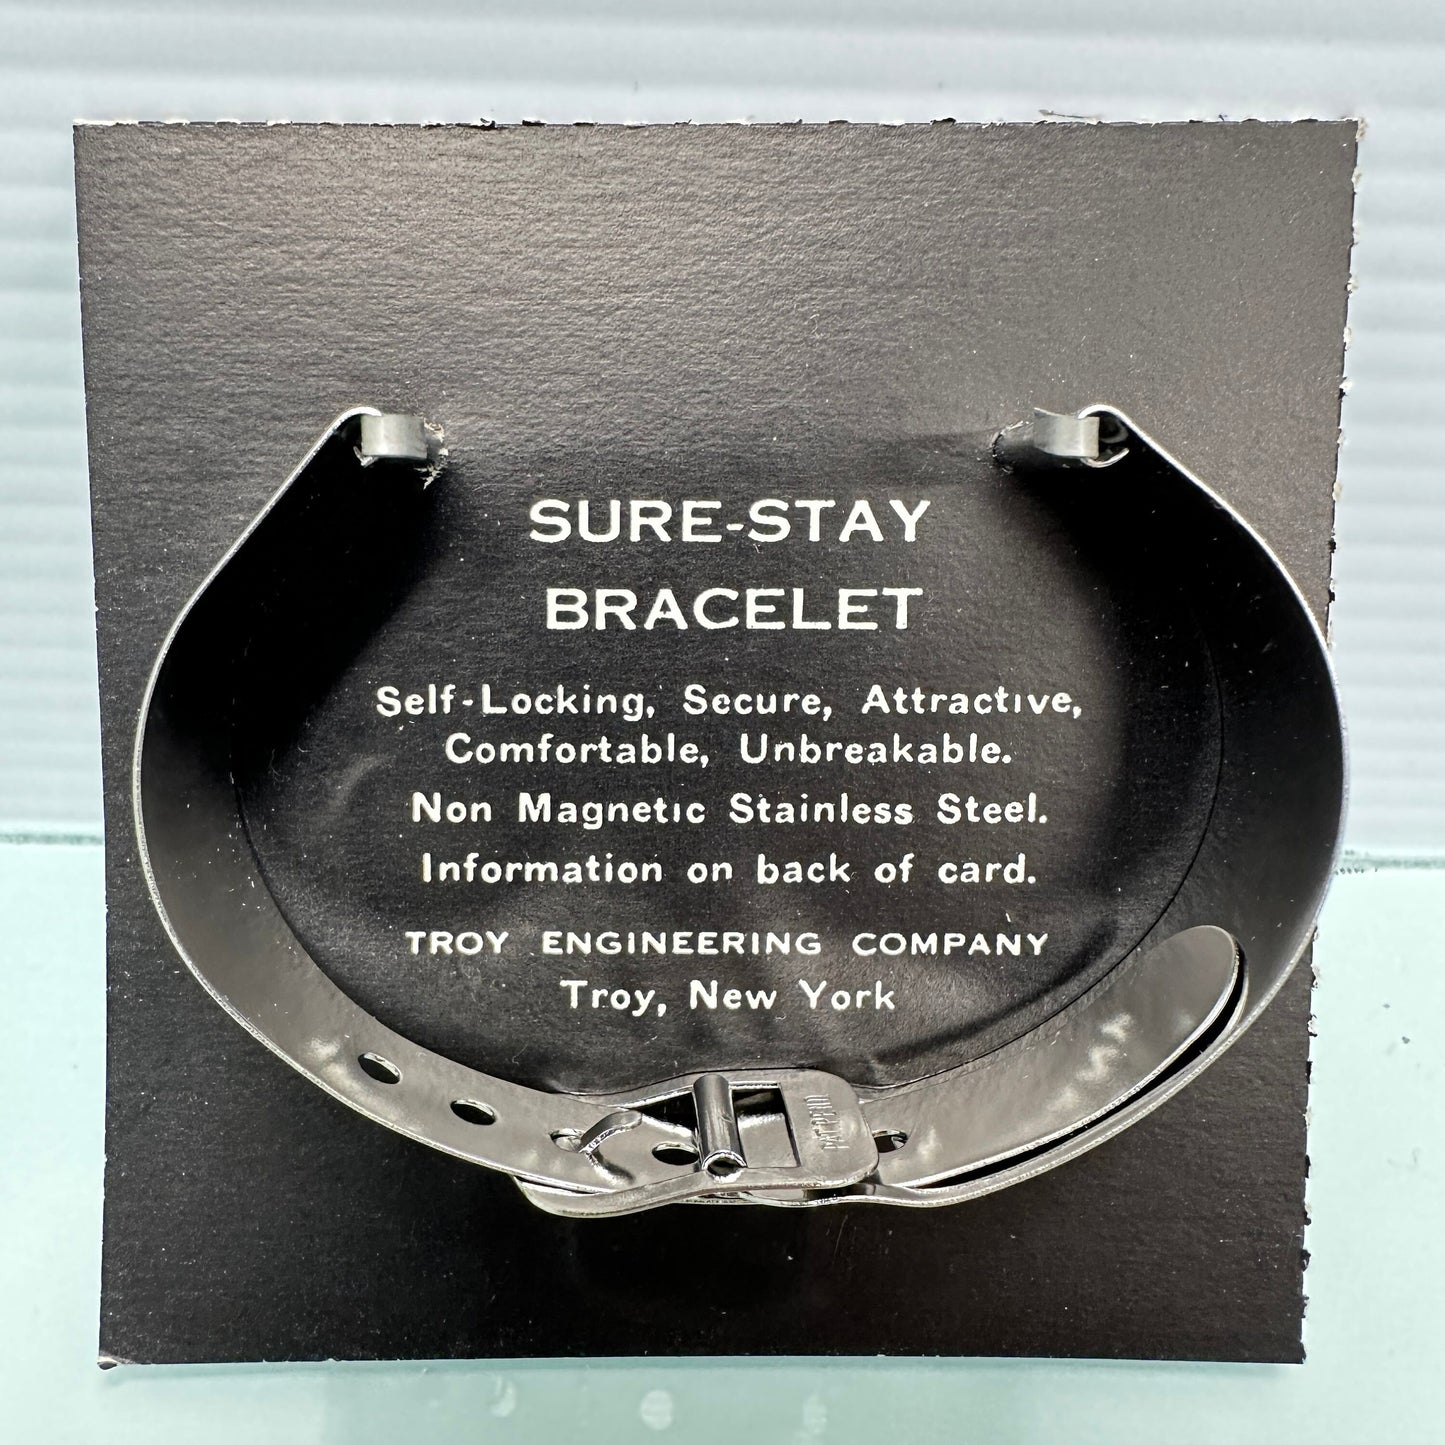 SURE-STAY
BRACELET
Self-Locking, Secure, Attractive,
Comfortable, Unbreakable.
Non Magnetic Stainless Steel.
Information on back of card.
TROY ENGINEERING COMPANY
Troy, New York